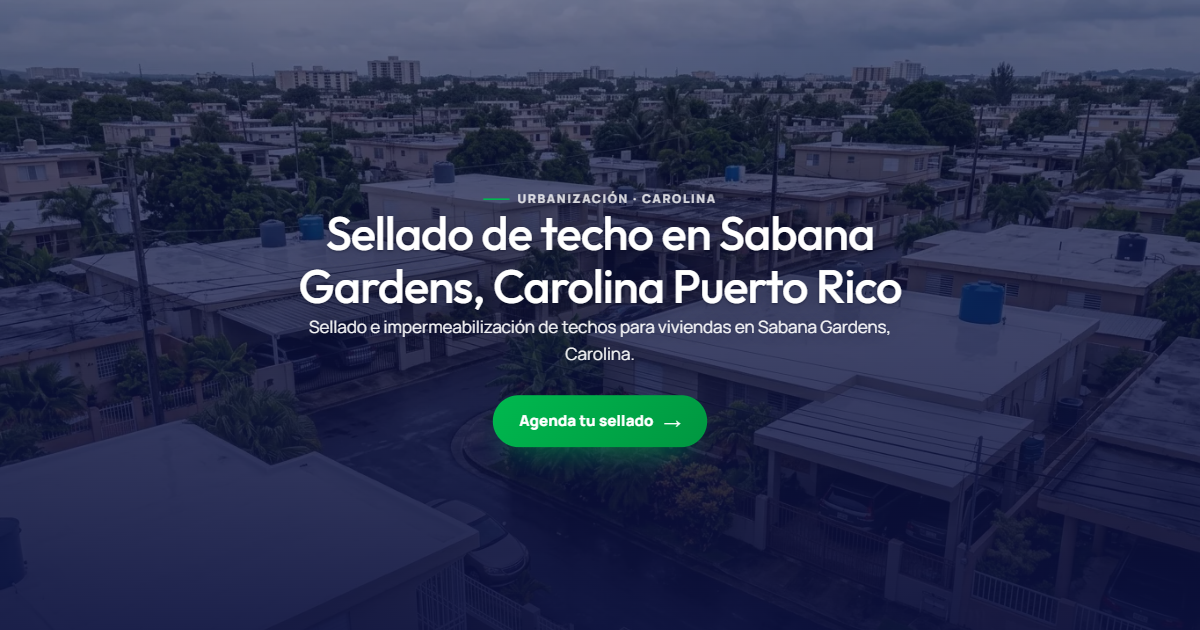 URBANIZACIÓN · CAROLINA
Sellado de techo en Sabana
Gardens, Carolina Puerto Rico
Sellado e impermeabilización de techos para viviendas en Sabana Gardens,
Carolina.
Agenda tu sellado →